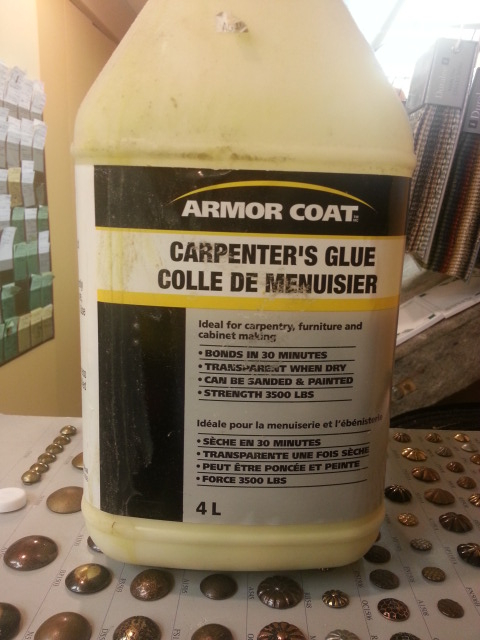 ARMOR COAT
CARPENTER'S GLUE
COLLE DE MENUISIER
Ideal for carpentry, furniture and
cabinet making
• BONDS IN 30 MINUTES
• TRANSPARENT WHEN DRY
• CAN BE SANDED & PAINTED
• STRENGTH 3500 LBS
Idéale pour la menuiserie et l'ébénisterie
• SÈCHE EN 30 MINUTES
• TRANSPARENTE UNE FOIS SÈCHE
• PEUT ÊTRE PONCÉE ET PEINTE
• FORCE 3500 LBS
4 L